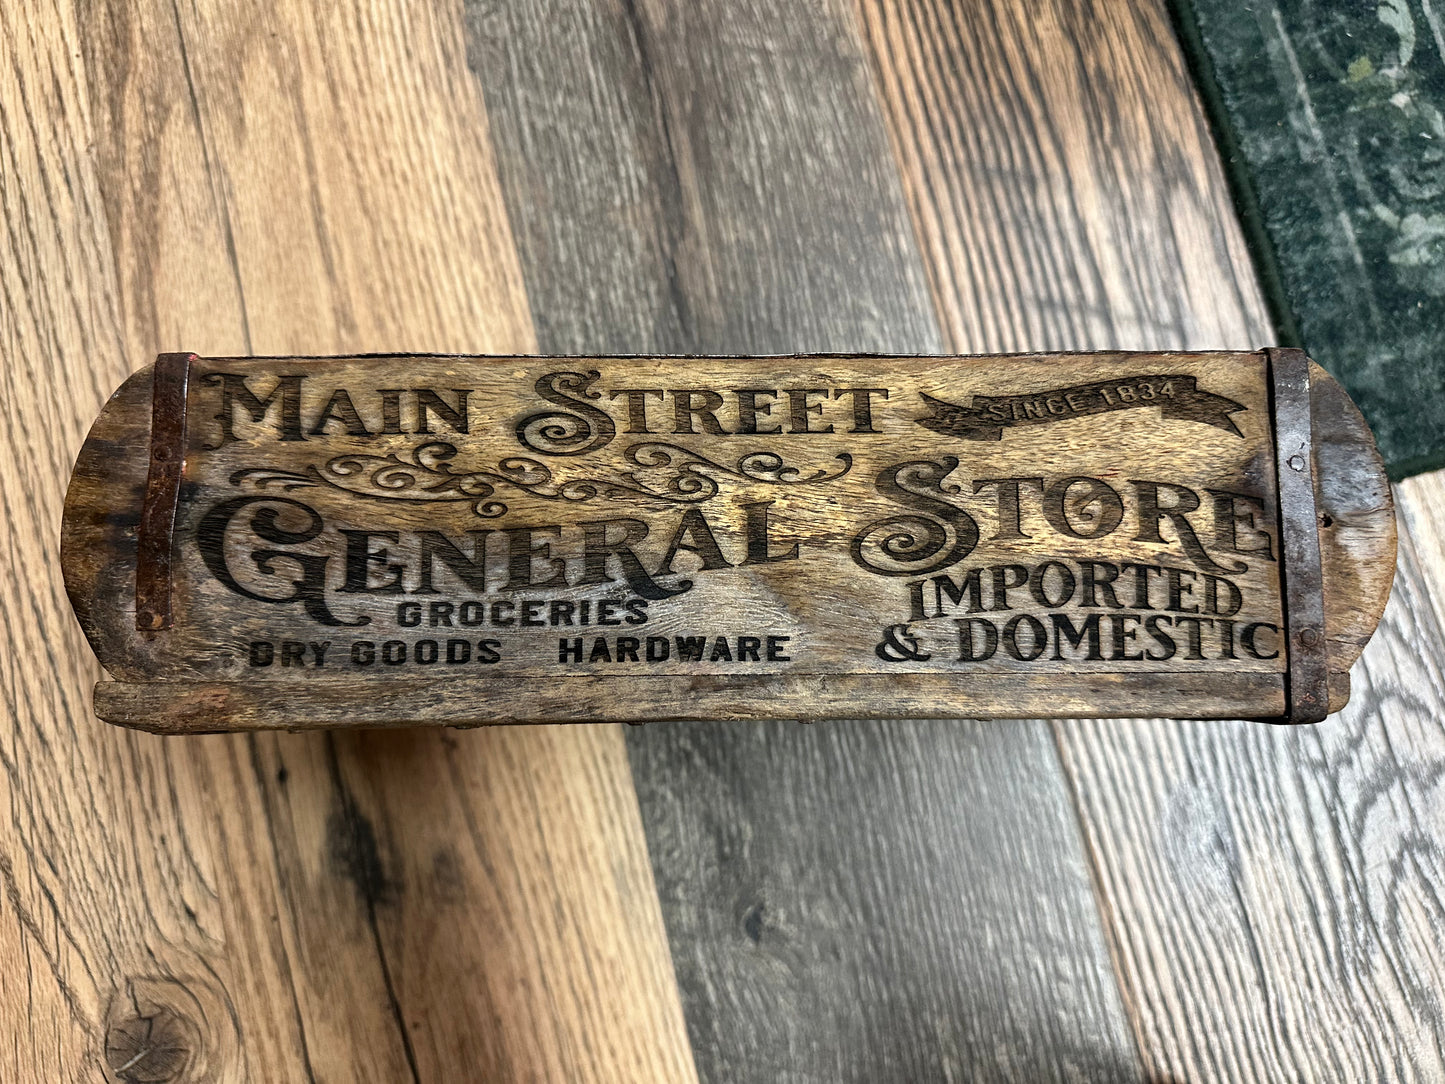 MAIN STREET
SINCE 1834
GENERAL STORE
GROCERIES
DRY GOODS HARDWARE
IMPORTED
& DOMESTIC